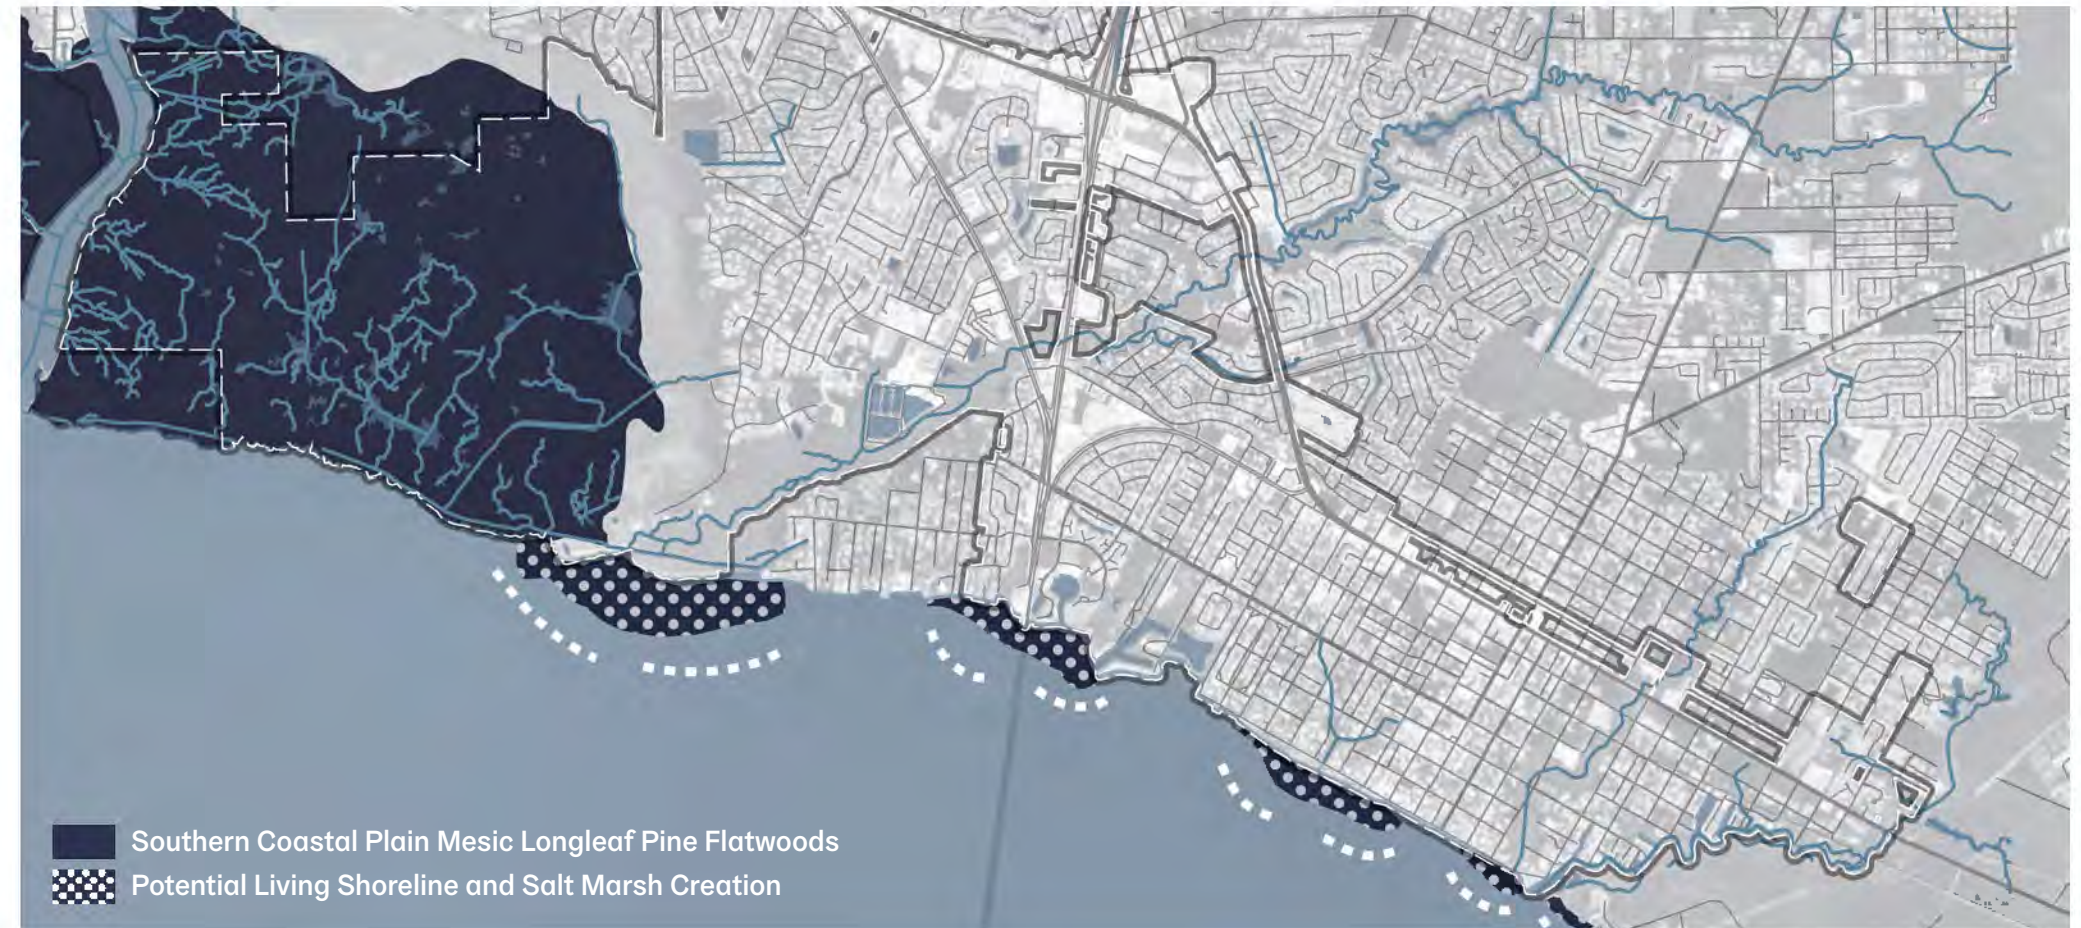 Southern Coastal Plain Mesic Longleaf Pine Flatwoods
Potential Living Shoreline and Salt Marsh Creation